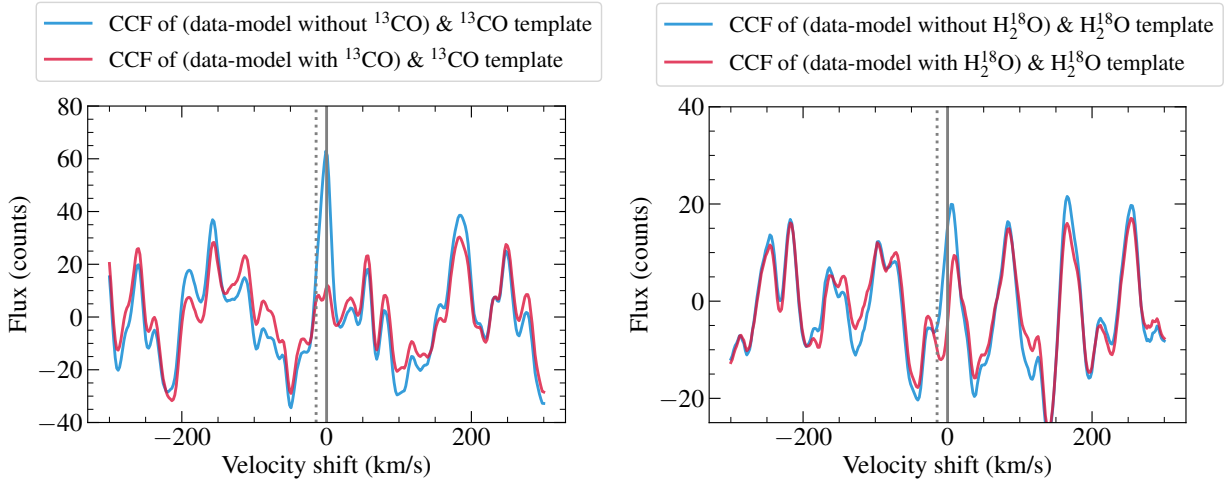 CCF of (data-model without ¹³CO) & ¹³CO template
CCF of (data-model with ¹³CO) & ¹³CO template
80
60
40
20
0
−20
−40
Flux (counts)
−200
0
200
Velocity shift (km/s)
CCF of (data-model without H₂¹⁸O) & H₂¹⁸O template
CCF of (data-model with H₂¹⁸O) & H₂¹⁸O template
40
20
0
−20
Flux (counts)
−200
0
200
Velocity shift (km/s)